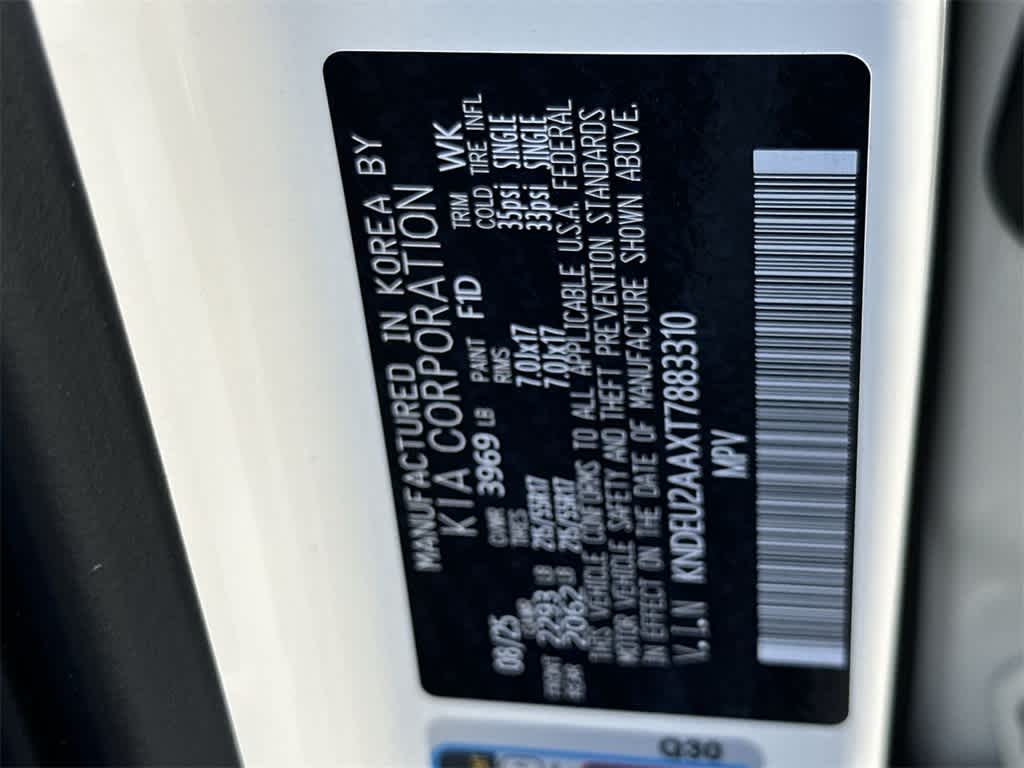 MANUFACTURED IN KOREA BY
KIA CORPORATION
08/25 GVWR 3969 LB PAINT F1D TRIM WK
GAWR TIRES RIMS COLD TIRE INFL
FRONT 2293 LB 215/55R17 7.0Jx17 35psi SINGLE
REAR 2062 LB 215/55R17 7.0Jx17 33psi SINGLE
THIS VEHICLE CONFORMS TO ALL APPLICABLE U.S.A. FEDERAL
MOTOR VEHICLE SAFETY AND THEFT PREVENTION STANDARDS
IN EFFECT ON THE DATE OF MANUFACTURE SHOWN ABOVE.
V.I.N KNDEU2AAXT7883310
MPV
Q30